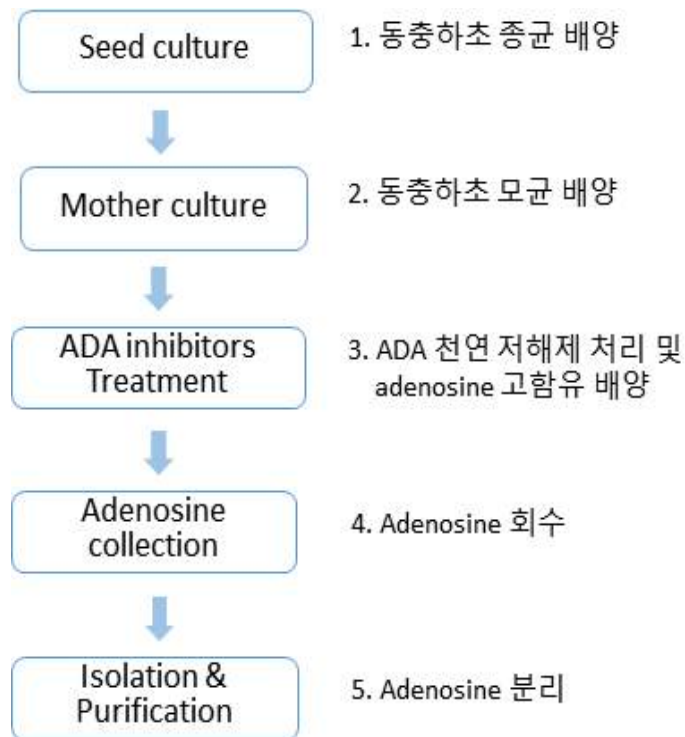 Seed culture
1. 동충하초 종균 배양
Mother culture
2. 동충하초 모균 배양
ADA inhibitors
Treatment
3. ADA 천연 저해제 처리 및
adenosine 고함유 배양
Adenosine
collection
4. Adenosine 회수
Isolation &
Purification
5. Adenosine 분리